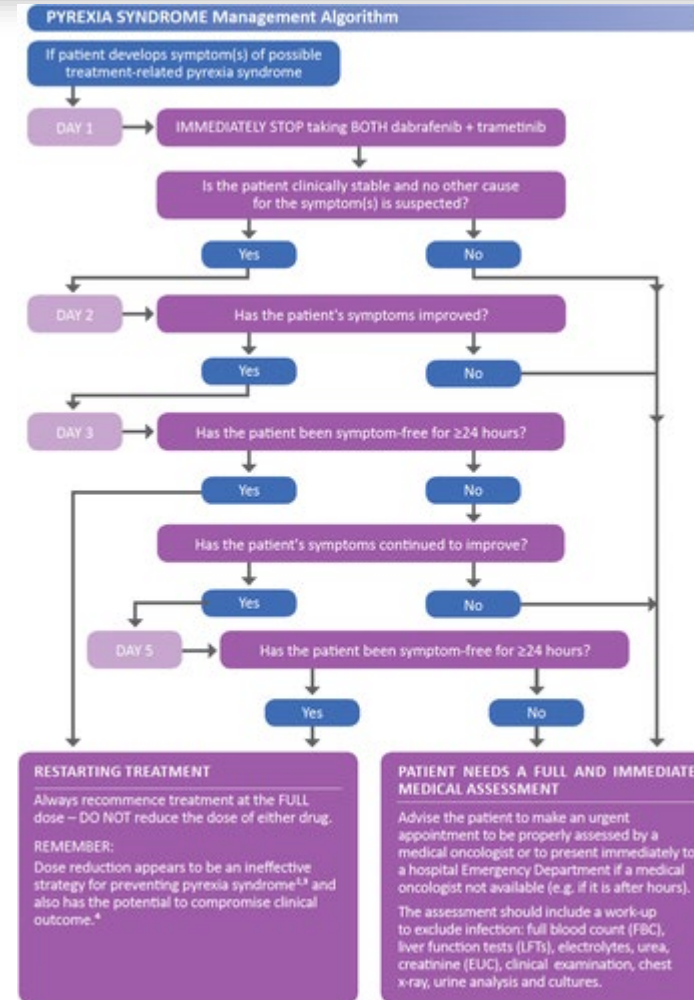 PYREXIA SYNDROME Management Algorithm
If patient develops symptom(s) of possible
treatment-related pyrexia syndrome
DAY 1
IMMEDIATELY STOP taking BOTH dabrafenib + trametinib
Is the patient clinically stable and no other cause
for the symptom(s) is suspected?
Yes
No
DAY 2
Has the patient's symptoms improved?
Yes
No
DAY 3
Has the patient been symptom-free for ≥24 hours?
Yes
No
Has the patient's symptoms continued to improve?
Yes
No
DAY 5
Has the patient been symptom-free for ≥24 hours?
Yes
No
RESTARTING TREATMENT
Always recommence treatment at the FULL
dose – DO NOT reduce the dose of either drug.
REMEMBER:
Dose reduction appears to be an ineffective
strategy for preventing pyrexia syndrome and
also has the potential to compromise clinical
outcome.⁴
PATIENT NEEDS A FULL AND IMMEDIATE
MEDICAL ASSESSMENT
Advise the patient to make an urgent
appointment to be properly assessed by a
medical oncologist or to present immediately to
a hospital Emergency Department if a medical
oncologist not available (e.g. if it is after hours).
The assessment should include a work-up
to exclude infection: full blood count (FBC),
liver function tests (LFTs), electrolytes, urea,
creatinine (EUC), clinical examination, chest
x-ray, urine analysis and cultures.